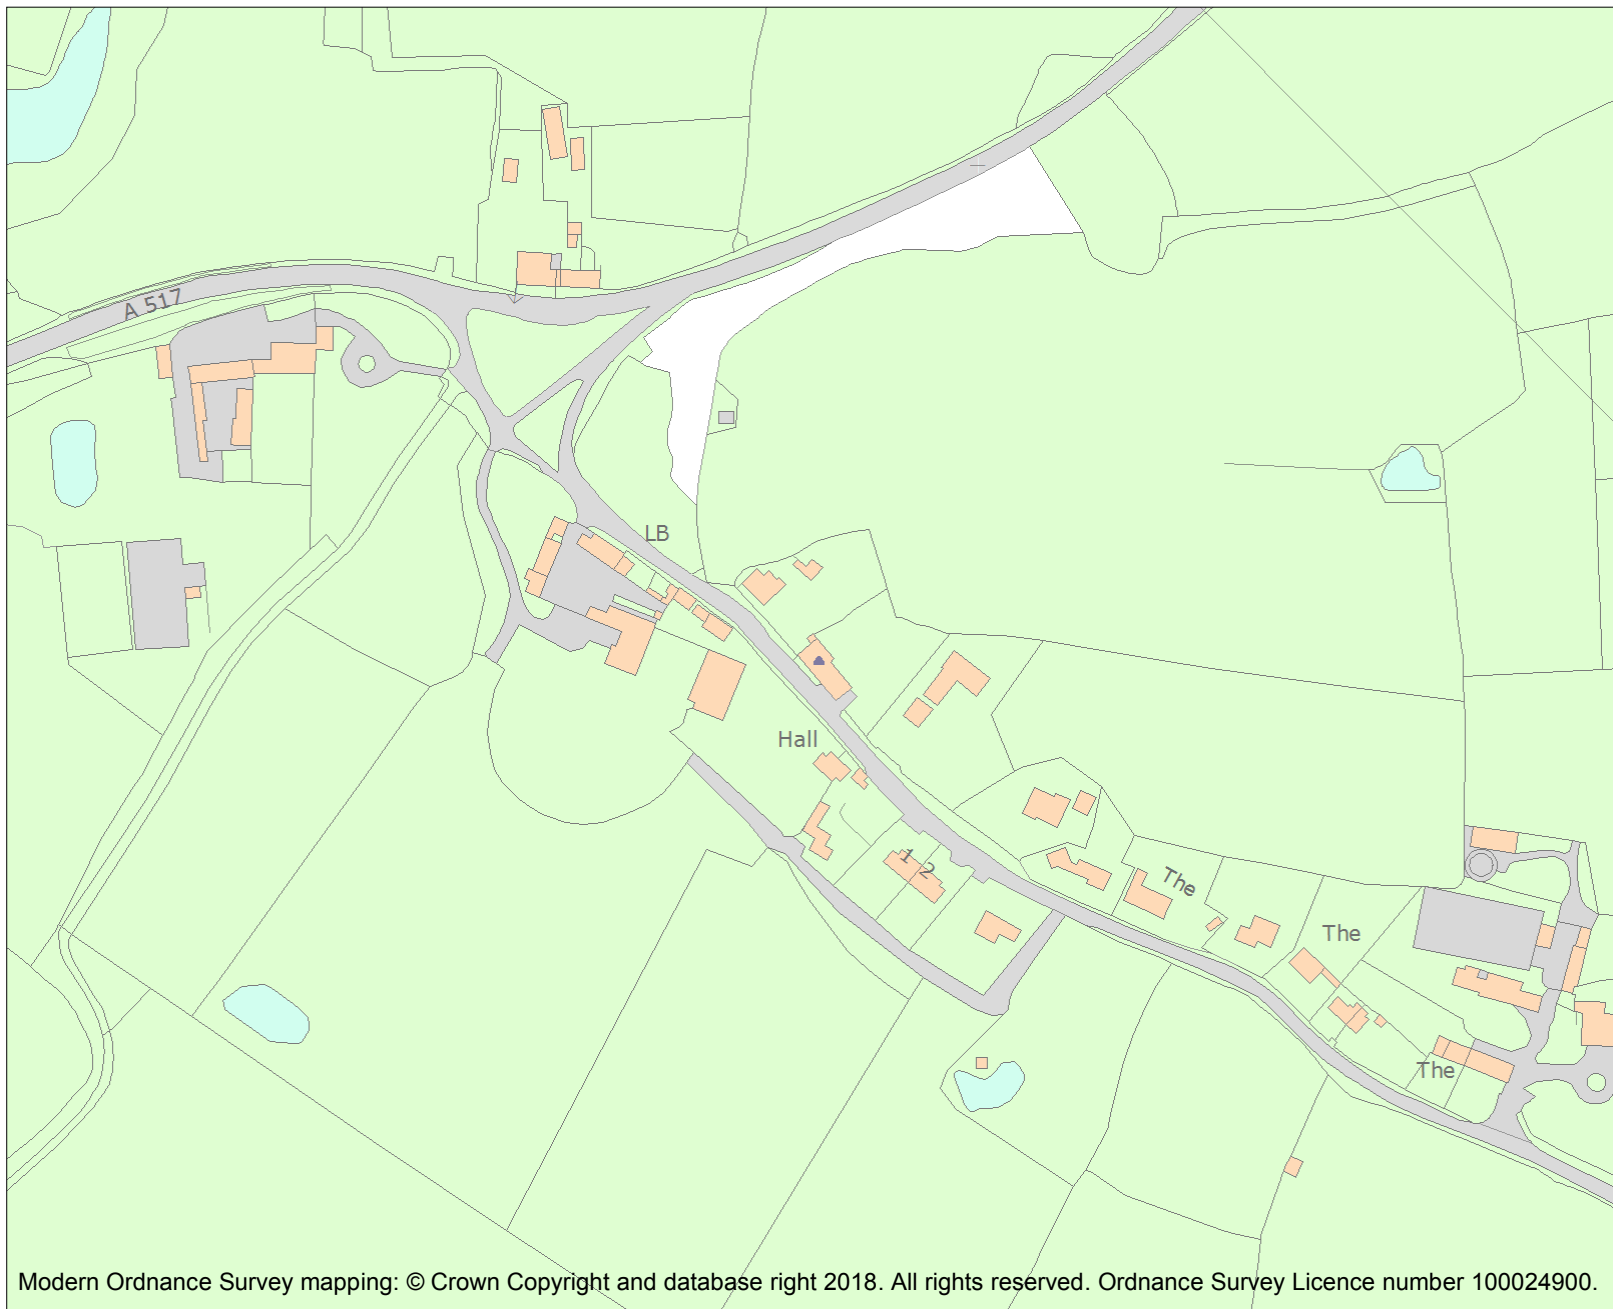 A 517
LB
Hall
1 2
The
The
The
Modern Ordnance Survey mapping: © Crown Copyright and database right 2018. All rights reserved. Ordnance Survey Licence number 100024900.